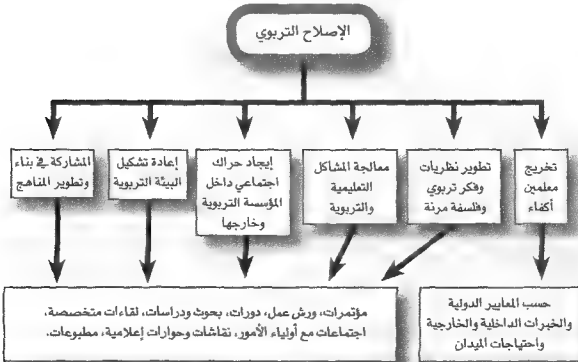 الإصلاح التربوي
تخريج
معلمين
أكفاء
تطوير نظريات
وفكر تربوي
وفلسفة مرنة
معالجة المشاكل
التعليمية
والتربوية
إيجاد حراك
اجتماعي داخل
المؤسسة التربوية
وخارجها
إعادة تشكيل
البيئة التربوية
المشاركة في بناء
وتطوير المناهج
حسب المعايير الدولية
والخبرات الداخلية والخارجية
واحتياجات الميدان
مؤتمرات، ورش عمل، دورات، بحوث ودراسات، لقاءات متخصصة،
اجتماعات مع أولياء الأمور، نقاشات وحوارات إعلامية، مطبوعات.